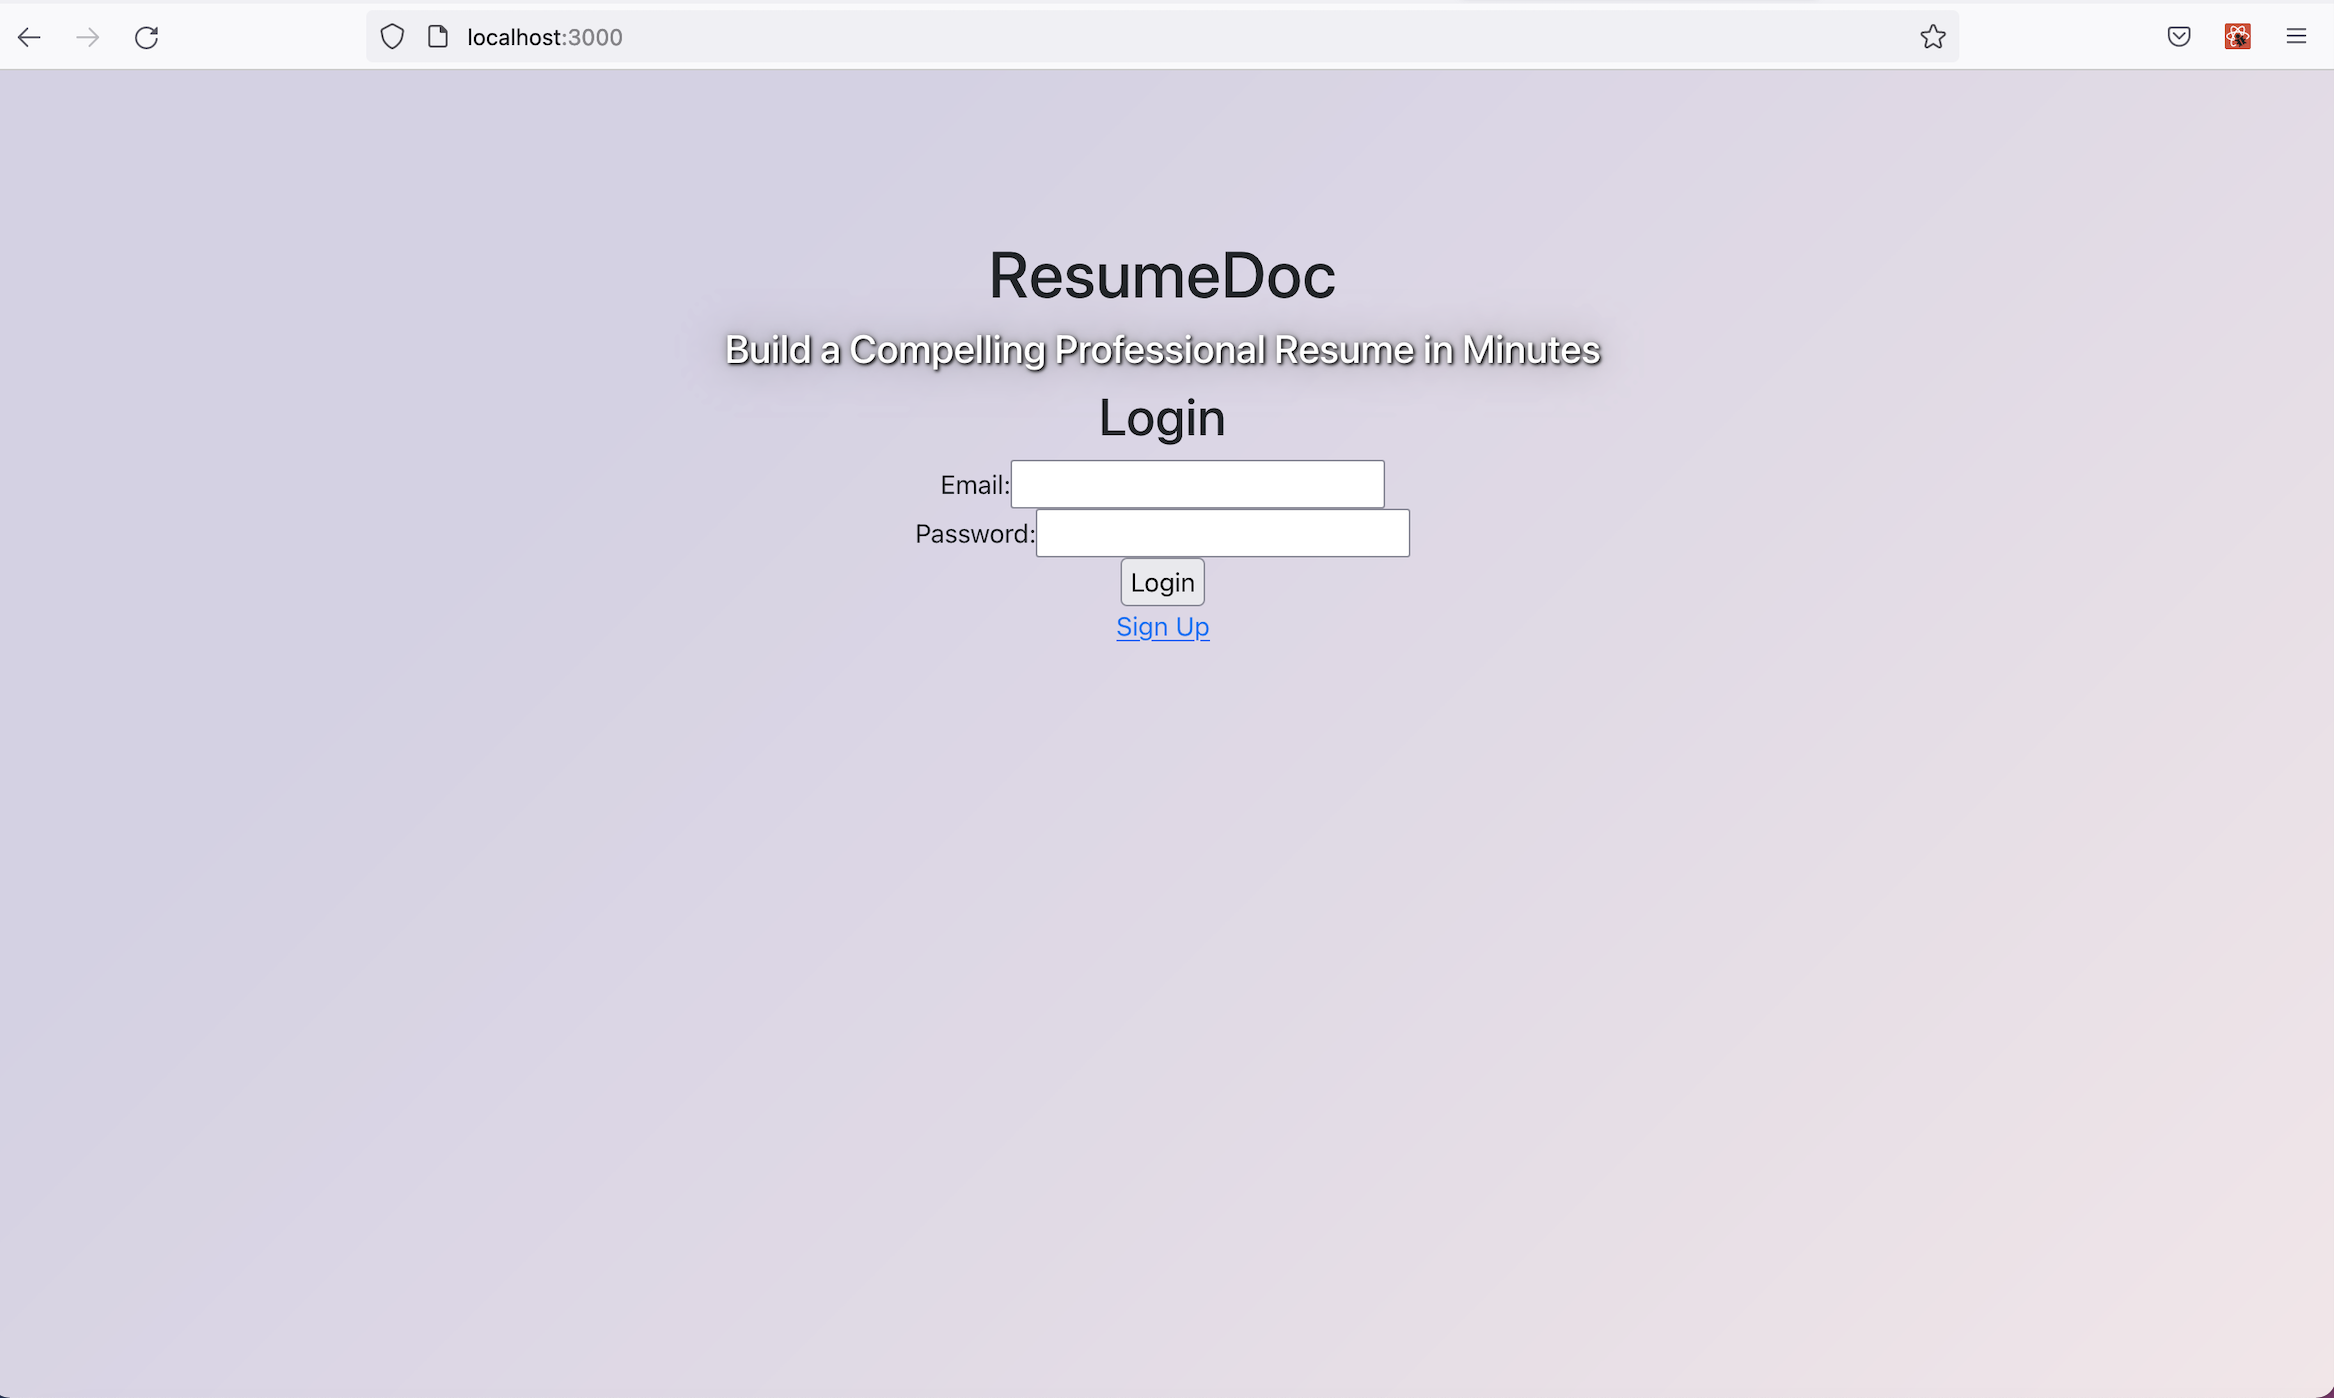 localhost:3000
ResumeDoc
Build a Compelling Professional Resume in Minutes
Login
Email:
Password:
Login
Sign Up